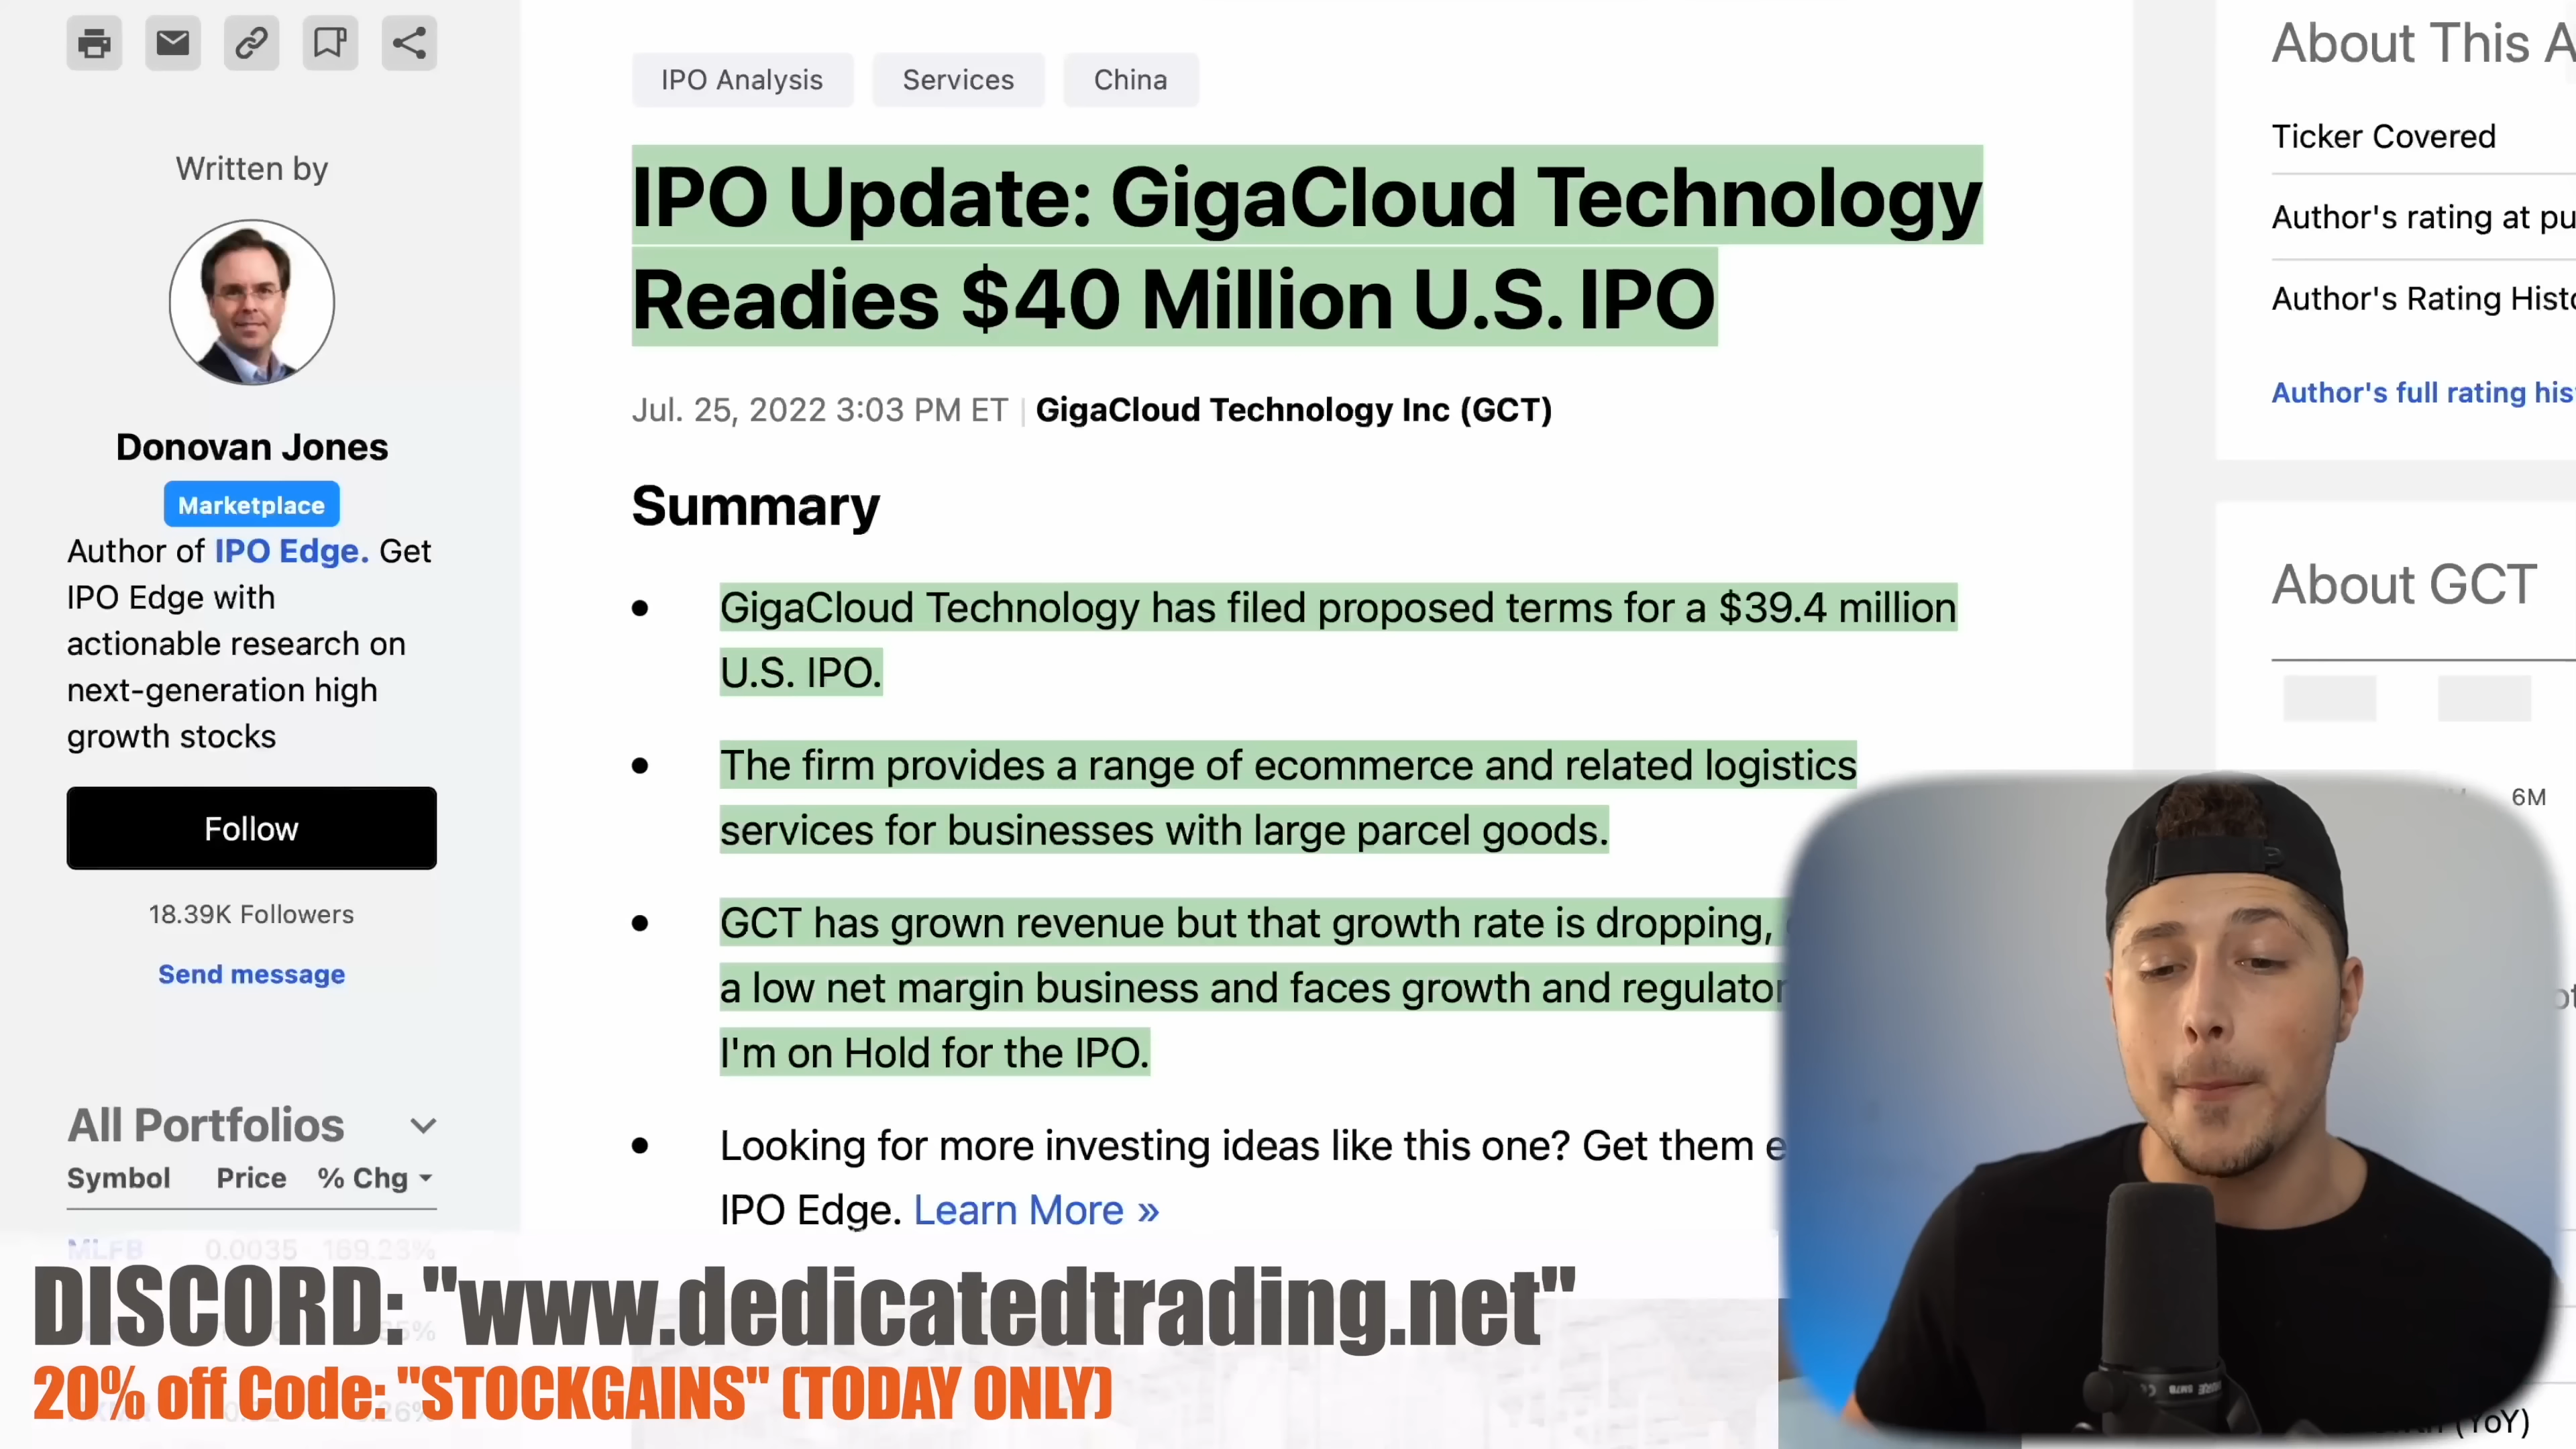 Written by
Donovan Jones
Marketplace
Author of IPO Edge. Get
IPO Edge with
actionable research on
next-generation high
growth stocks
Follow
18.39K Followers
Send message
All Portfolios
Symbol Price % Chg
MLFB 0.0035 169.23%
IPO Analysis Services China
IPO Update: GigaCloud Technology
Readies $40 Million U.S. IPO
Jul. 25, 2022 3:03 PM ET | GigaCloud Technology Inc (GCT)
Summary
• GigaCloud Technology has filed proposed terms for a $39.4 million
U.S. IPO.
• The firm provides a range of ecommerce and related logistics
services for businesses with large parcel goods.
• GCT has grown revenue but that growth rate is dropping,
a low net margin business and faces growth and regulator
I'm on Hold for the IPO.
• Looking for more investing ideas like this one? Get them e
IPO Edge. Learn More »
About This A
Ticker Covered
Author's rating at pu
Author's Rating Histo
Author's full rating his
About GCT
6M
(YoY)
DISCORD: "www.dedicatedtrading.net"
20% off Code: "STOCKGAINS" (TODAY ONLY)